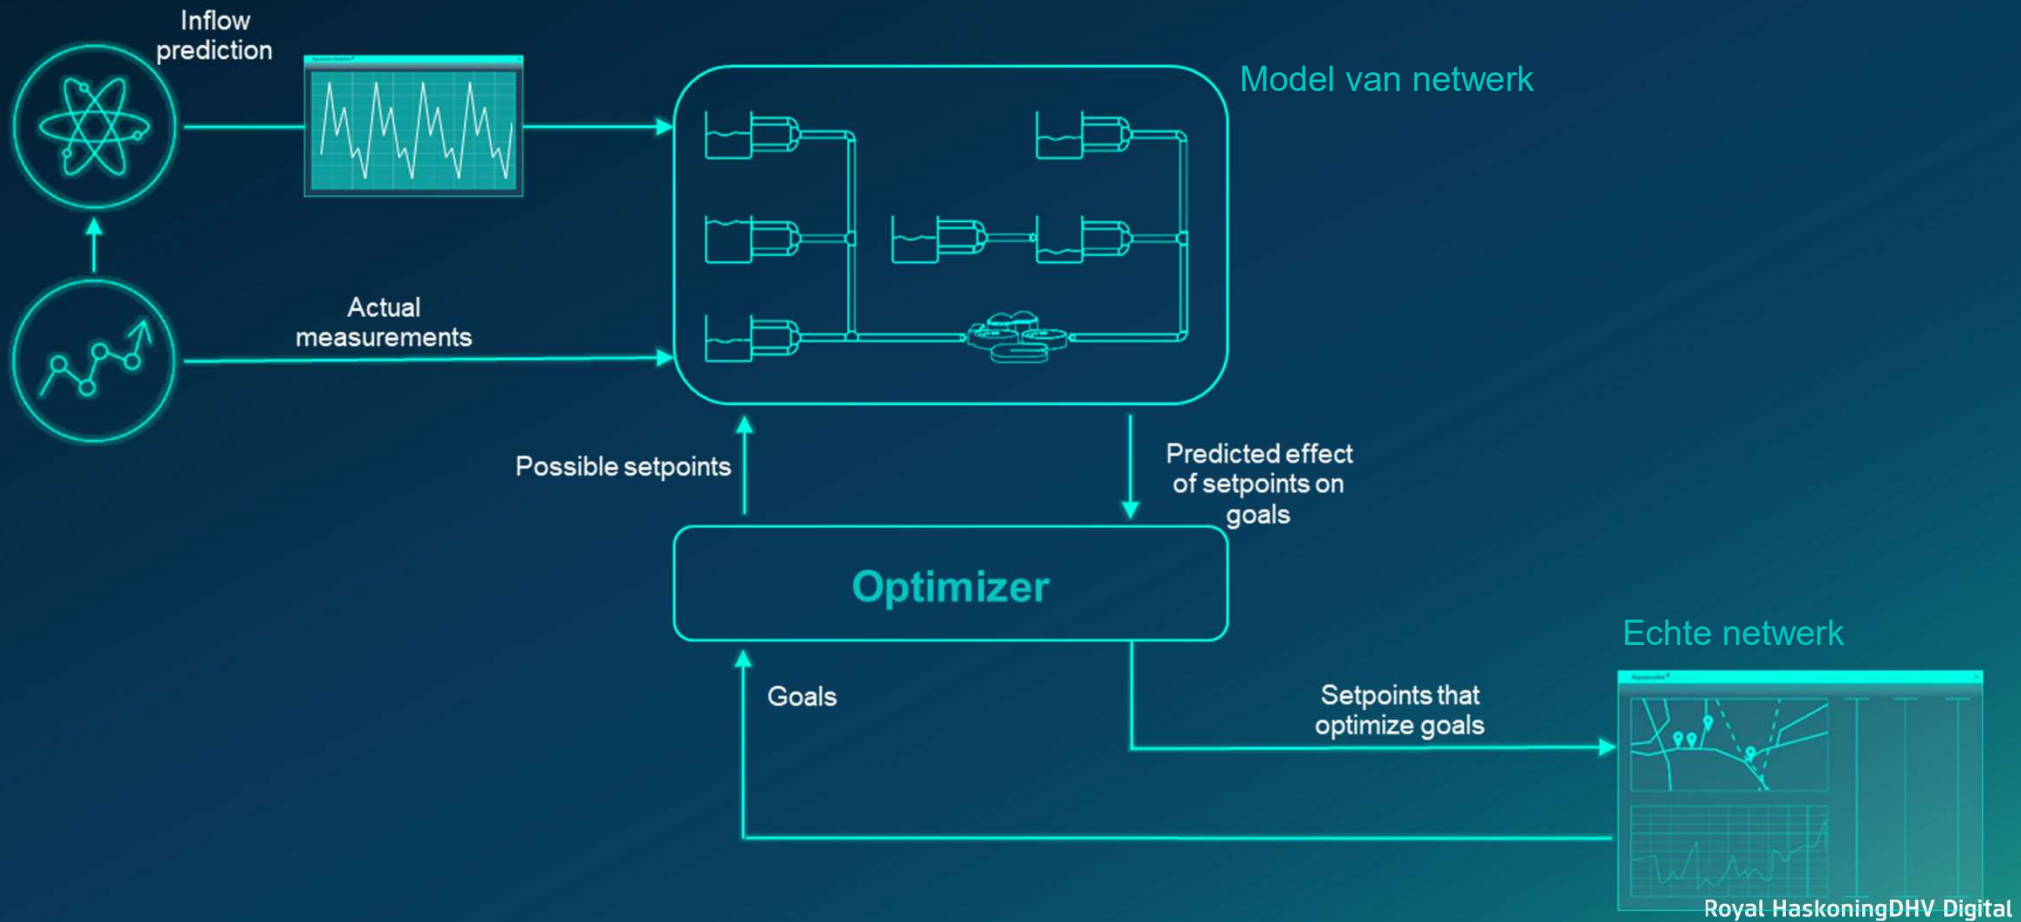 Inflow
prediction
Model van netwerk
Actual
measurements
Possible setpoints
Predicted effect
of setpoints on
goals
Optimizer
Echte netwerk
Goals
Setpoints that
optimize goals
Royal HaskoningDHV Digital